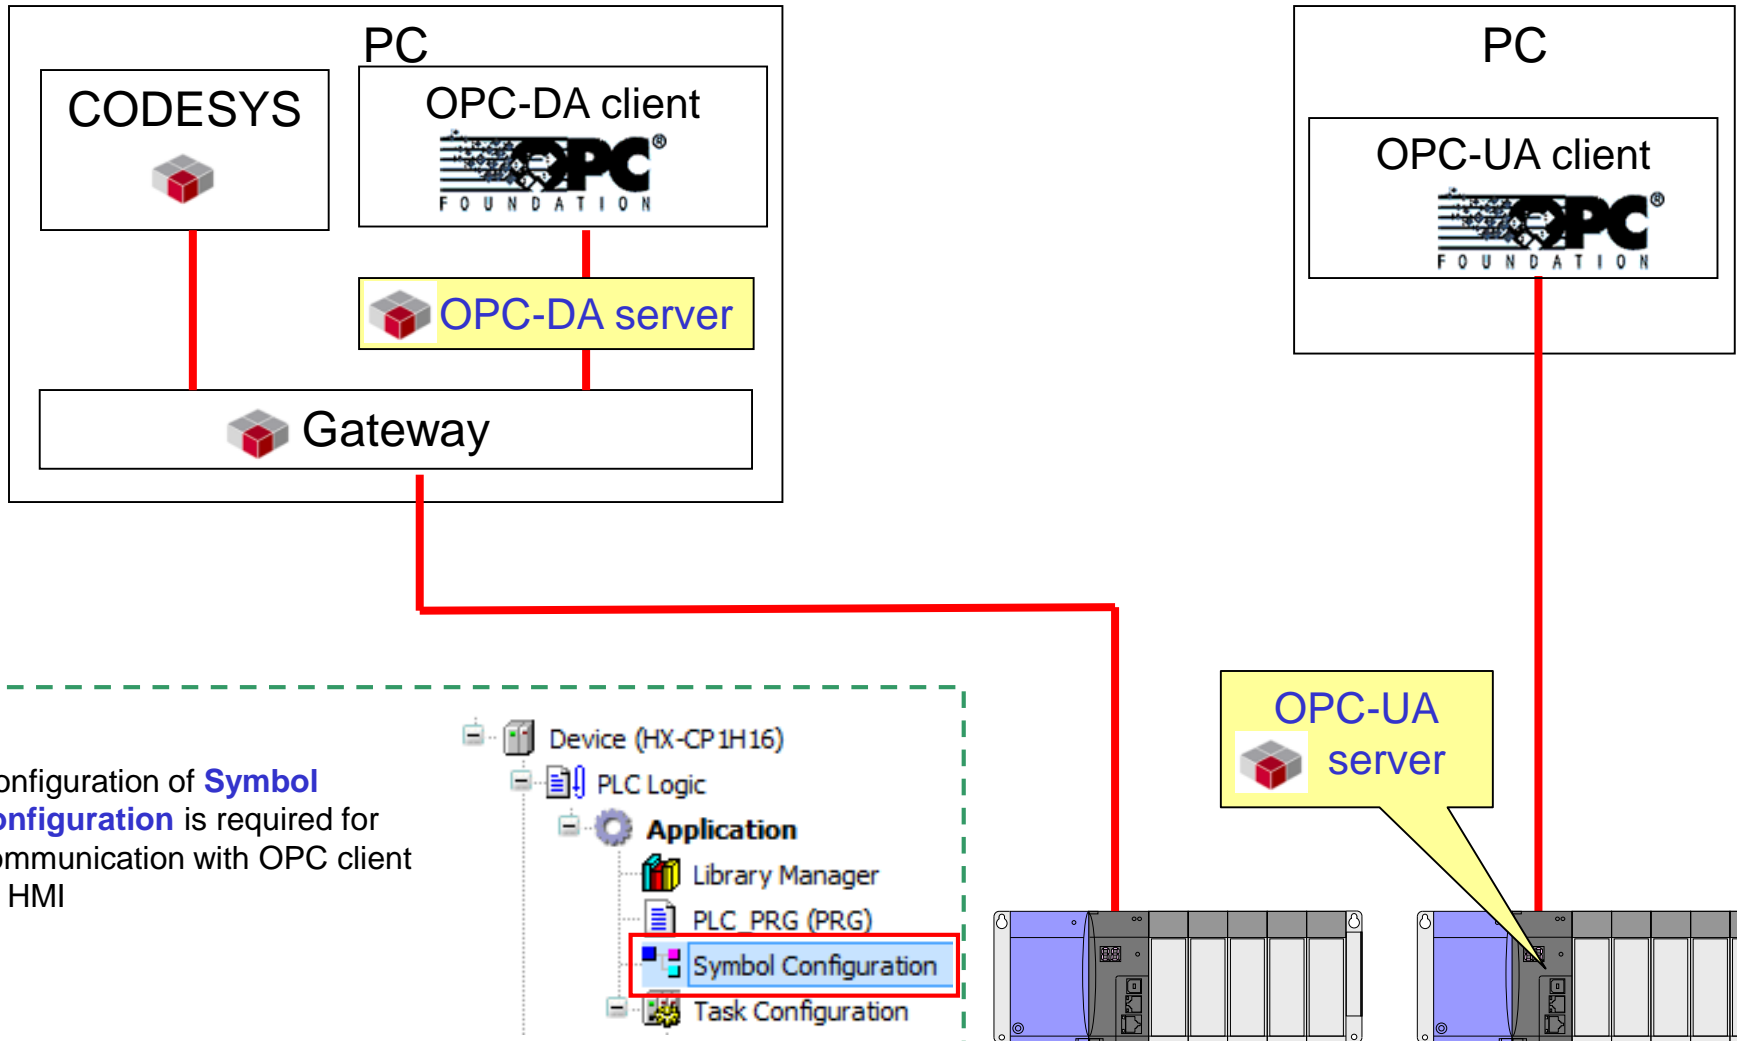 PC
CODESYS
OPC-DA client
OPC®
FOUNDATION
OPC-DA server
Gateway
PC
OPC-UA client
OPC®
FOUNDATION
OPC-UA
server
onfiguration of Symbol
onfiguration is required for
ommunication with OPC client
HMI
Device (HX-CP1H16)
PLC Logic
Application
Library Manager
PLC_PRG (PRG)
Symbol Configuration
Task Configuration